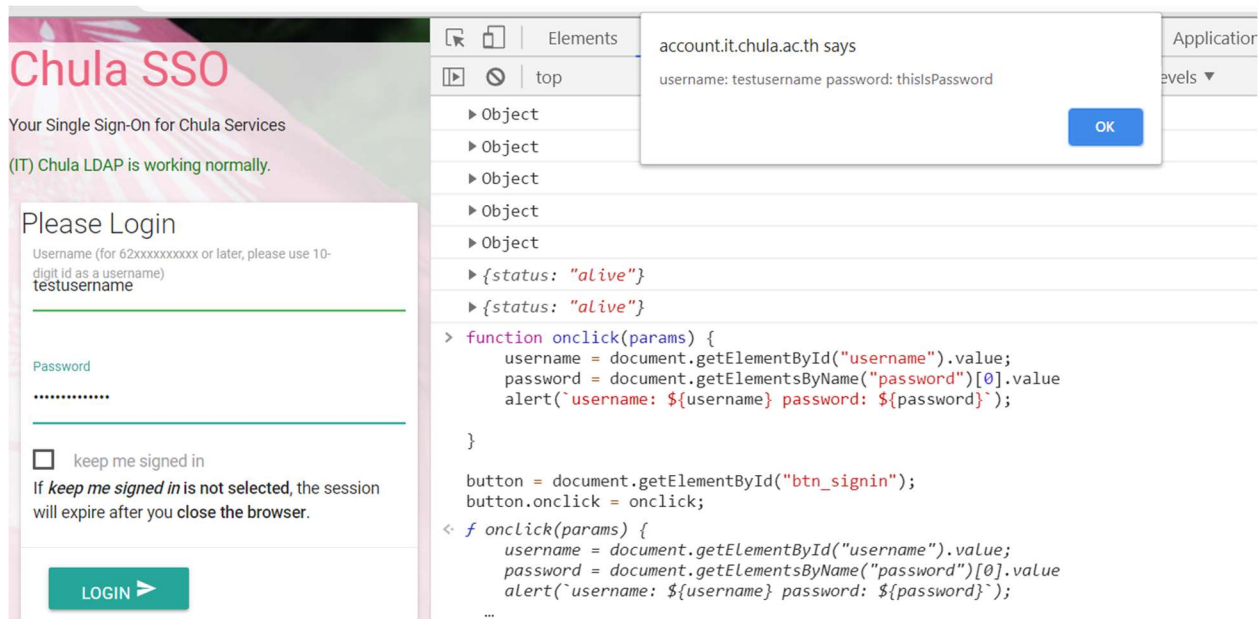 Chula SSO
Your Single Sign-On for Chula Services
(IT) Chula LDAP is working normally.
Please Login
Username (for 62xxxxxxxxxx or later, please use 10-
digit id as a username)
testusername
Password
••••••••••••••
keep me signed in
If keep me signed in is not selected, the session
will expire after you close the browser.
LOGIN
Elements
Application
top
evels ▼
account.it.chula.ac.th says
username: testusername password: thisIsPassword
OK
▶ Object
▶ Object
▶ Object
▶ Object
▶ Object
▶ {status: "alive"}
▶ {status: "alive"}
> function onclick(params) {
username = document.getElementById("username").value;
password = document.getElementsByName("password")[0].value
alert(`username: ${username} password: ${password}`);
}
button = document.getElementById("btn_signin");
button.onclick = onclick;
ƒ onclick(params) {
username = document.getElementById("username").value;
password = document.getElementsByName("password")[0].value
alert(`username: ${username} password: ${password}`);
…